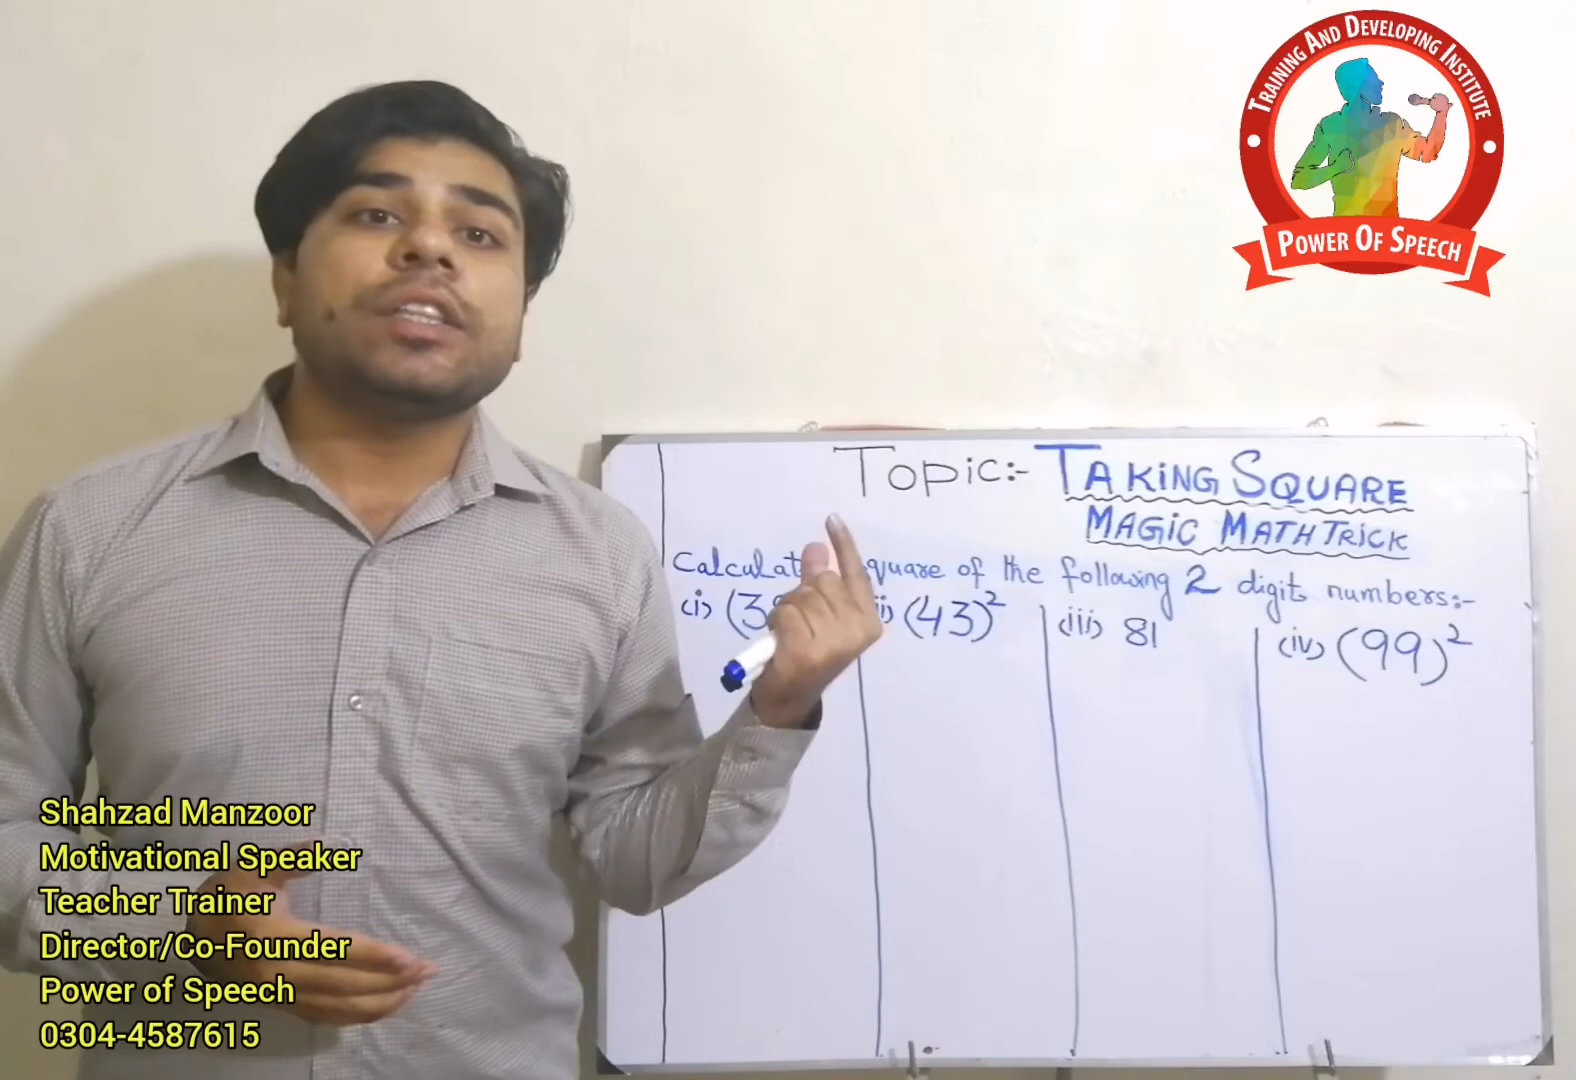 TRAINING AND DEVELOPING INSTITUTE
POWER OF SPEECH
Topic:- TAKING SQUARE
MAGIC MATH TRICK
Calculate quare of the following 2 digit numbers:-
(i) (3 ii) (43)² (iii) 81 (iv) (99)²
Shahzad Manzoor
Motivational Speaker
Teacher Trainer
Director/Co-Founder
Power of Speech
0304-4587615